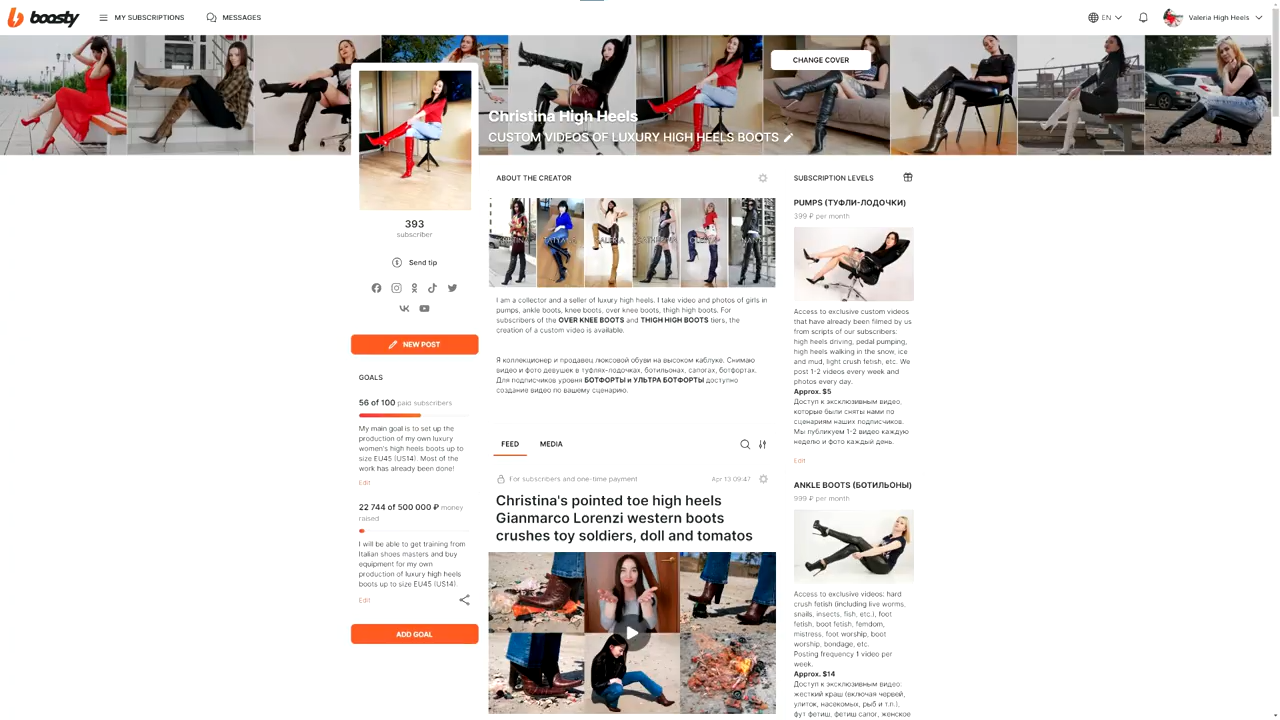 boosty
MY SUBSCRIPTIONS
MESSAGES
EN
Valeria High Heels
CHANGE COVER
Christina High Heels
CUSTOM VIDEOS OF LUXURY HIGH HEELS BOOTS
393
subscriber
Send tip
NEW POST
GOALS
56 of 100 paid subscribers
My main goal is to set up the
production of my own luxury
women's high heels boots up to
size EU45 (US14). Most of the
work has already been done!
Edit
22 744 of 500 000 ₽ money
raised
I will be able to get training from
Italian shoes masters and buy
equipment for my own
production of luxury high heels
boots up to size EU45 (US14).
Edit
ADD GOAL
ABOUT THE CREATOR
I am a collector and a seller of luxury high heels. I take video and photos of girls in
pumps, ankle boots, knee boots, over knee boots, thigh high boots. For
subscribers of the OVER KNEE BOOTS and THIGH HIGH BOOTS tiers, the
creation of a custom video is available.
Я коллекционер и продавец люксовой обуви на высоком каблуке. Снимаю
видео и фото девушек в туфлях-лодочках, ботильонах, сапогах, ботфортах.
Для подписчиков уровня БОТФОРТЫ и УЛЬТРА БОТФОРТЫ доступно
создание видео по вашему сценарию.
FEED
MEDIA
For subscribers and one-time payment
Apr 13 09:47
Christina's pointed toe high heels
Gianmarco Lorenzi western boots
crushes toy soldiers, doll and tomatos
SUBSCRIPTION LEVELS
PUMPS (ТУФЛИ-ЛОДОЧКИ)
399 ₽ per month
Access to exclusive custom videos
that have already been filmed by us
from scripts of our subscribers:
high heels driving, pedal pumping,
high heels walking in the snow, ice
and mud, light crush fetish, etc. We
post 1-2 videos every week and
photos every day.
Approx. $5
Доступ к эксклюзивным видео,
которые были сняты нами по
сценариям наших подписчиков.
Мы публикуем 1-2 видео каждую
неделю и фото каждый день.
Edit
ANKLE BOOTS (БОТИЛЬОНЫ)
999 ₽ per month
Access to exclusive videos: hard
crush fetish (including live worms,
snails, insects, fish, etc.), foot
fetish, boot fetish, femdom,
mistress, foot worship, boot
worship, bondage, etc.
Posting frequency 1 video per
week.
Approx. $14
Доступ к эксклюзивным видео:
жесткий краш (включая червей,
улиток, насекомых, рыб и т.п.),
фут фетиш, фетиш сапог, женское